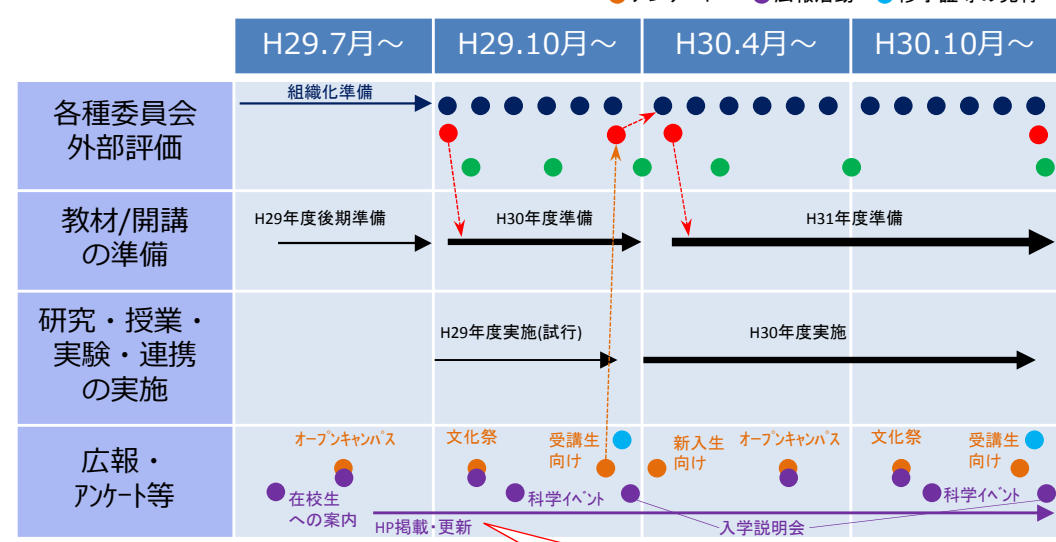 H29.7月～ H29.10月～ H30.4月～ H30.10月～
各種委員会
外部評価
組織化準備
教材/開講
の準備
H29年度後期準備 H30年度準備 H31年度準備
研究・授業・
実験・連携
の実施
H29年度実施(試行) H30年度実施
広報・
ｱﾝｹｰﾄ等
ｵｰﾌﾟﾝｷｬﾝﾊﾟｽ 文化祭 受講生
向け
新入生
向け
ｵｰﾌﾟﾝｷｬﾝﾊﾟｽ 文化祭 受講生
向け
在校生
への案内
科学ｲﾍﾞﾝﾄ 科学ｲﾍﾞﾝﾄ
HP掲載・更新 入学説明会